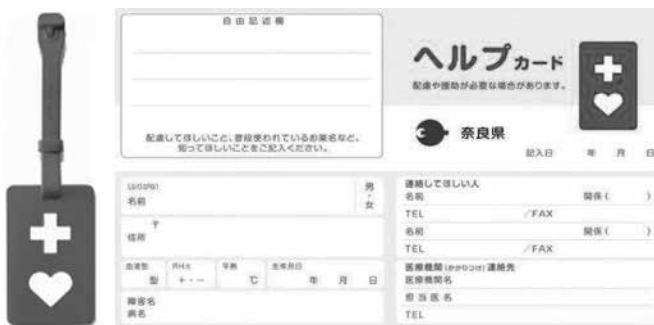 自由記述欄
配慮してほしいこと、普段使われているお薬名など、
知ってほしいことをご記入ください。
ヘルプカード
配慮や援助が必要な場合があります。
奈良県
記入日 年 月 日
(ふりがな)
名前
男・女
〒
住所
血液型 RH± 平熱 生年月日
型 +・− ℃ 年 月 日
障害名
病名
連絡してほしい人
名前 関係( )
TEL /FAX
名前 関係( )
TEL /FAX
医療機関(かかりつけ)連絡先
医療機関名
担当医名
TEL